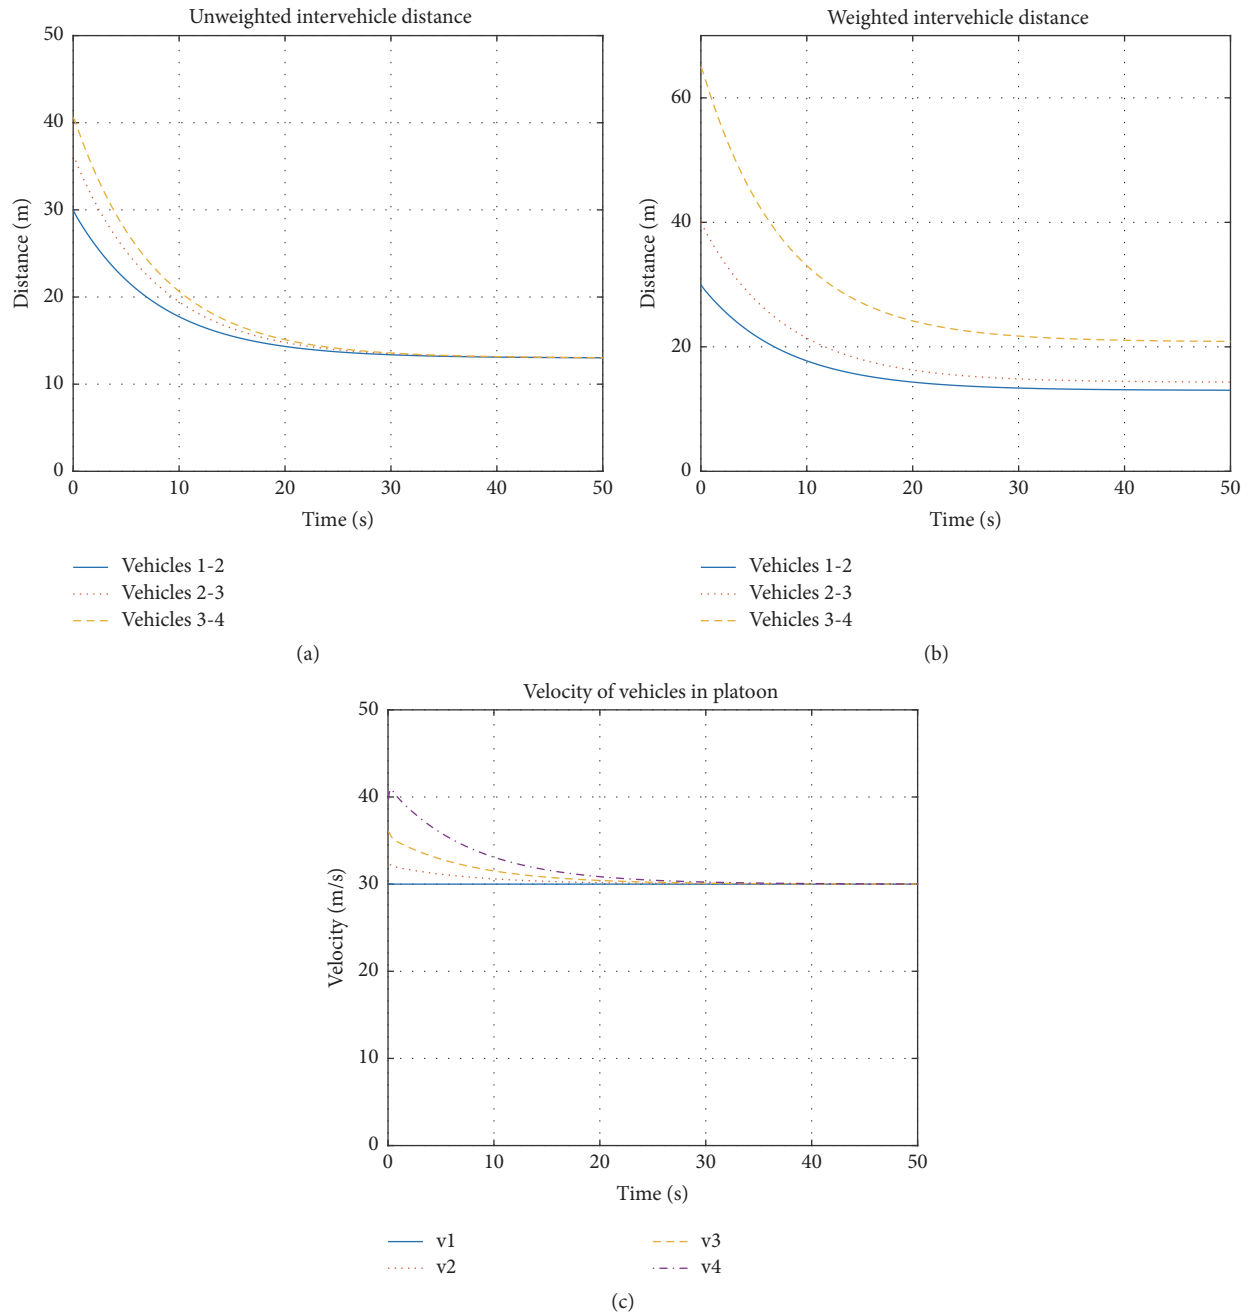 Unweighted intervehicle distance
50
40
30
20
10
0
Distance (m)
0 10 20 30 40 50
Time (s)
Vehicles 1-2
Vehicles 2-3
Vehicles 3-4
(a)
Weighted intervehicle distance
60
40
20
0
Distance (m)
0 10 20 30 40 50
Time (s)
Vehicles 1-2
Vehicles 2-3
Vehicles 3-4
(b)
Velocity of vehicles in platoon
50
40
30
20
10
0
Velocity (m/s)
0 10 20 30 40 50
Time (s)
v1 v3
v2 v4
(c)